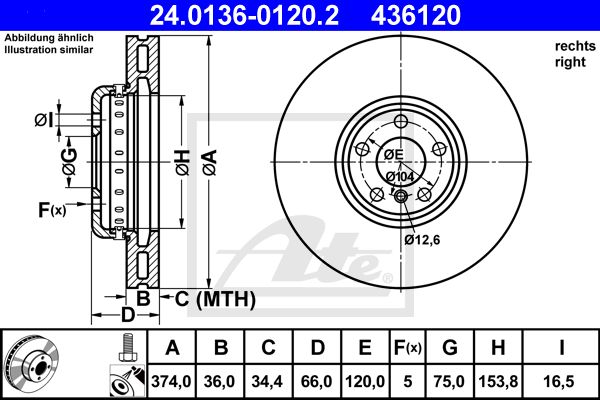 24.0136-0120.2 436120
Abbildung ähnlich
Illustration similar
rechts
right
ØI
ØG
ØH
ØA
F(x)
ØE
Ø104
Ø12,6
B
C (MTH)
D
Ate
A B C D E F(x) G H I
374,0 36,0 34,4 66,0 120,0 5 75,0 153,8 16,5